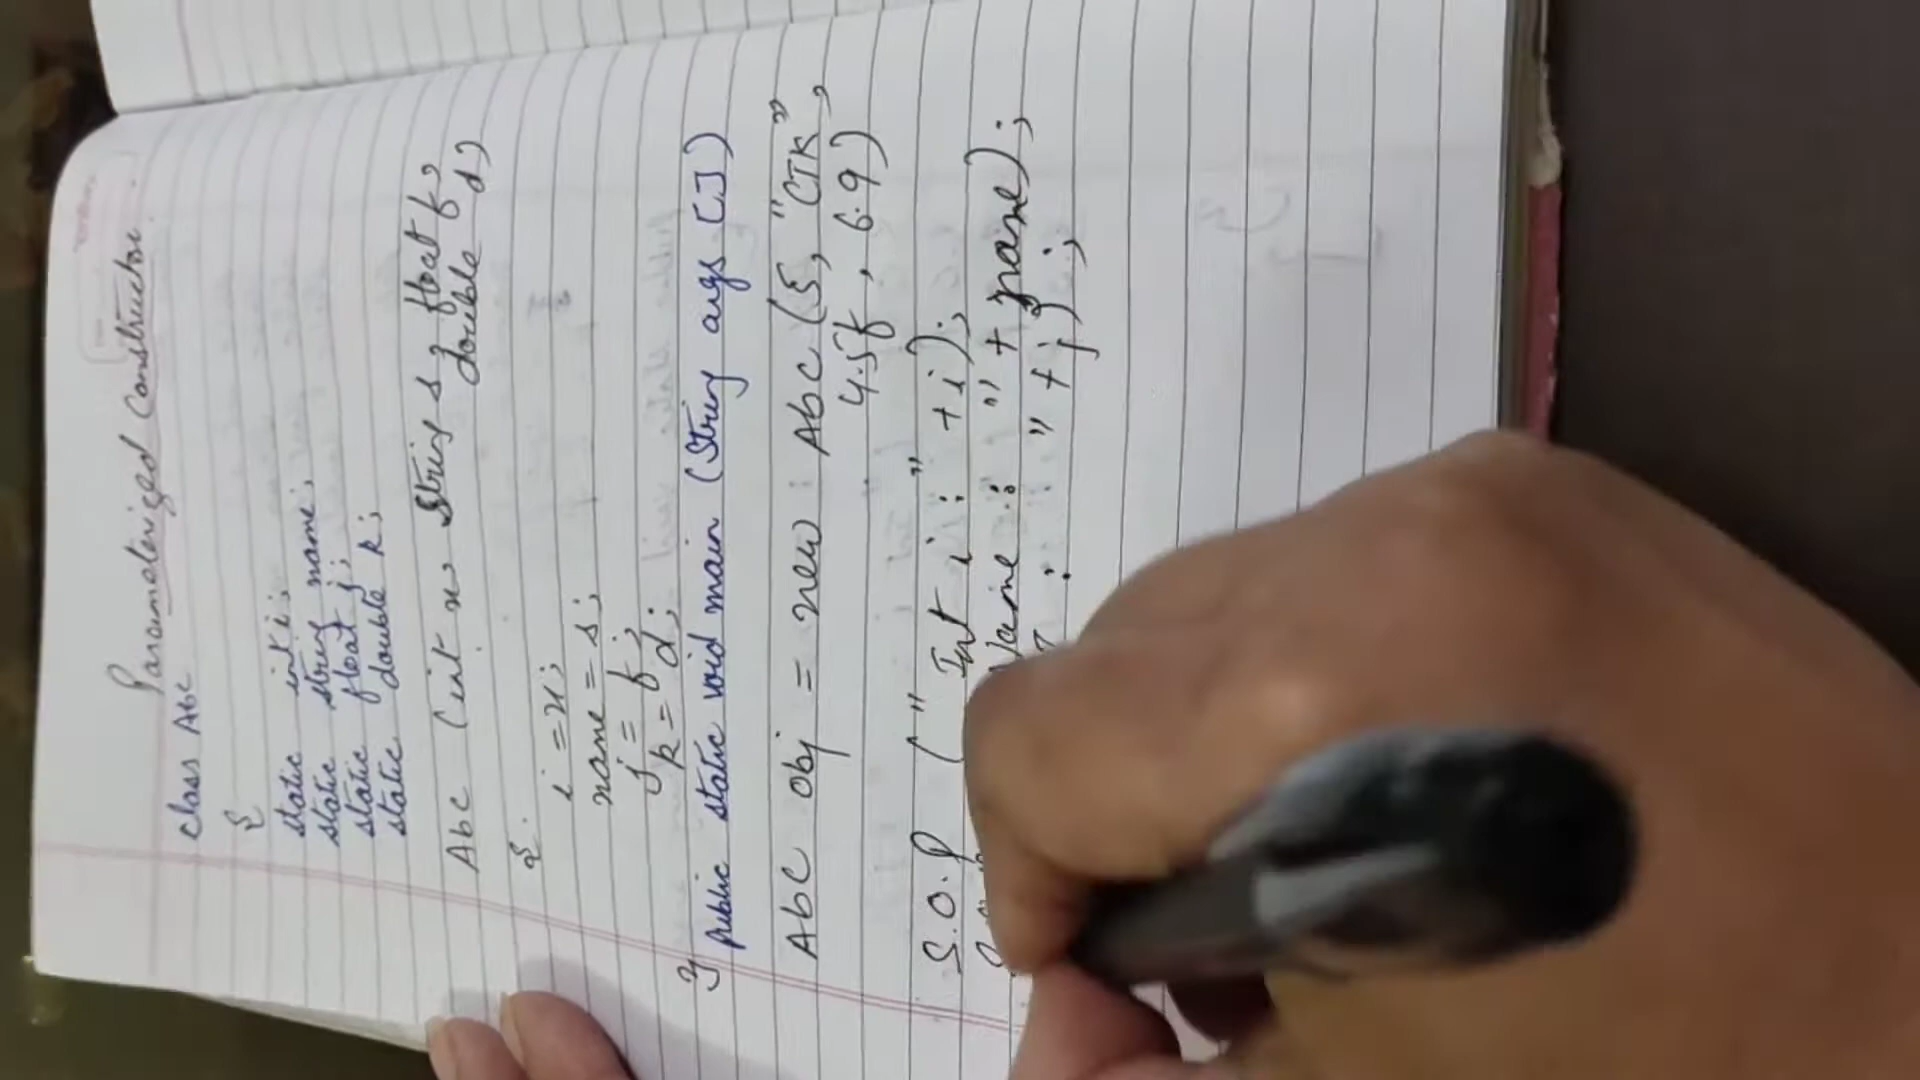 Parameterized Constructor
class Abc
{
static int i;
static string name;
static float j;
static double k;
Abc (int x, String s, float f,
double d)
{
i = x;
name = s;
j = f;
k = d;
}
Public static void main (String args [])
Abc obj = new Abc (5, "CTK",
4.5f, 6.9)
S.O.P (" Int i : " + i);
Name : " + name);
: " + j);